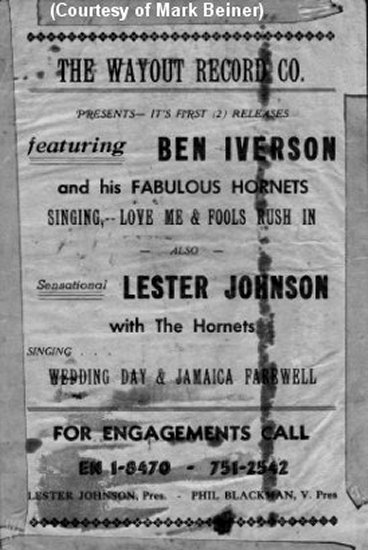 (Courtesy of Mark Beiner)
THE WAYOUT RECORD CO.
PRESENTS— IT'S FIRST (2) RELEASES
featuring BEN IVERSON
and his FABULOUS HORNETS
SINGING,-- LOVE ME & FOOLS RUSH IN
— ALSO —
Sensational LESTER JOHNSON
with The Hornets
SINGING . . . .
WEDDING DAY & JAMAICA FAREWELL
FOR ENGAGEMENTS CALL
EN 1-8470 - 751-2542
LESTER JOHNSON, Pres. - PHIL BLACKMAN, V. Pres